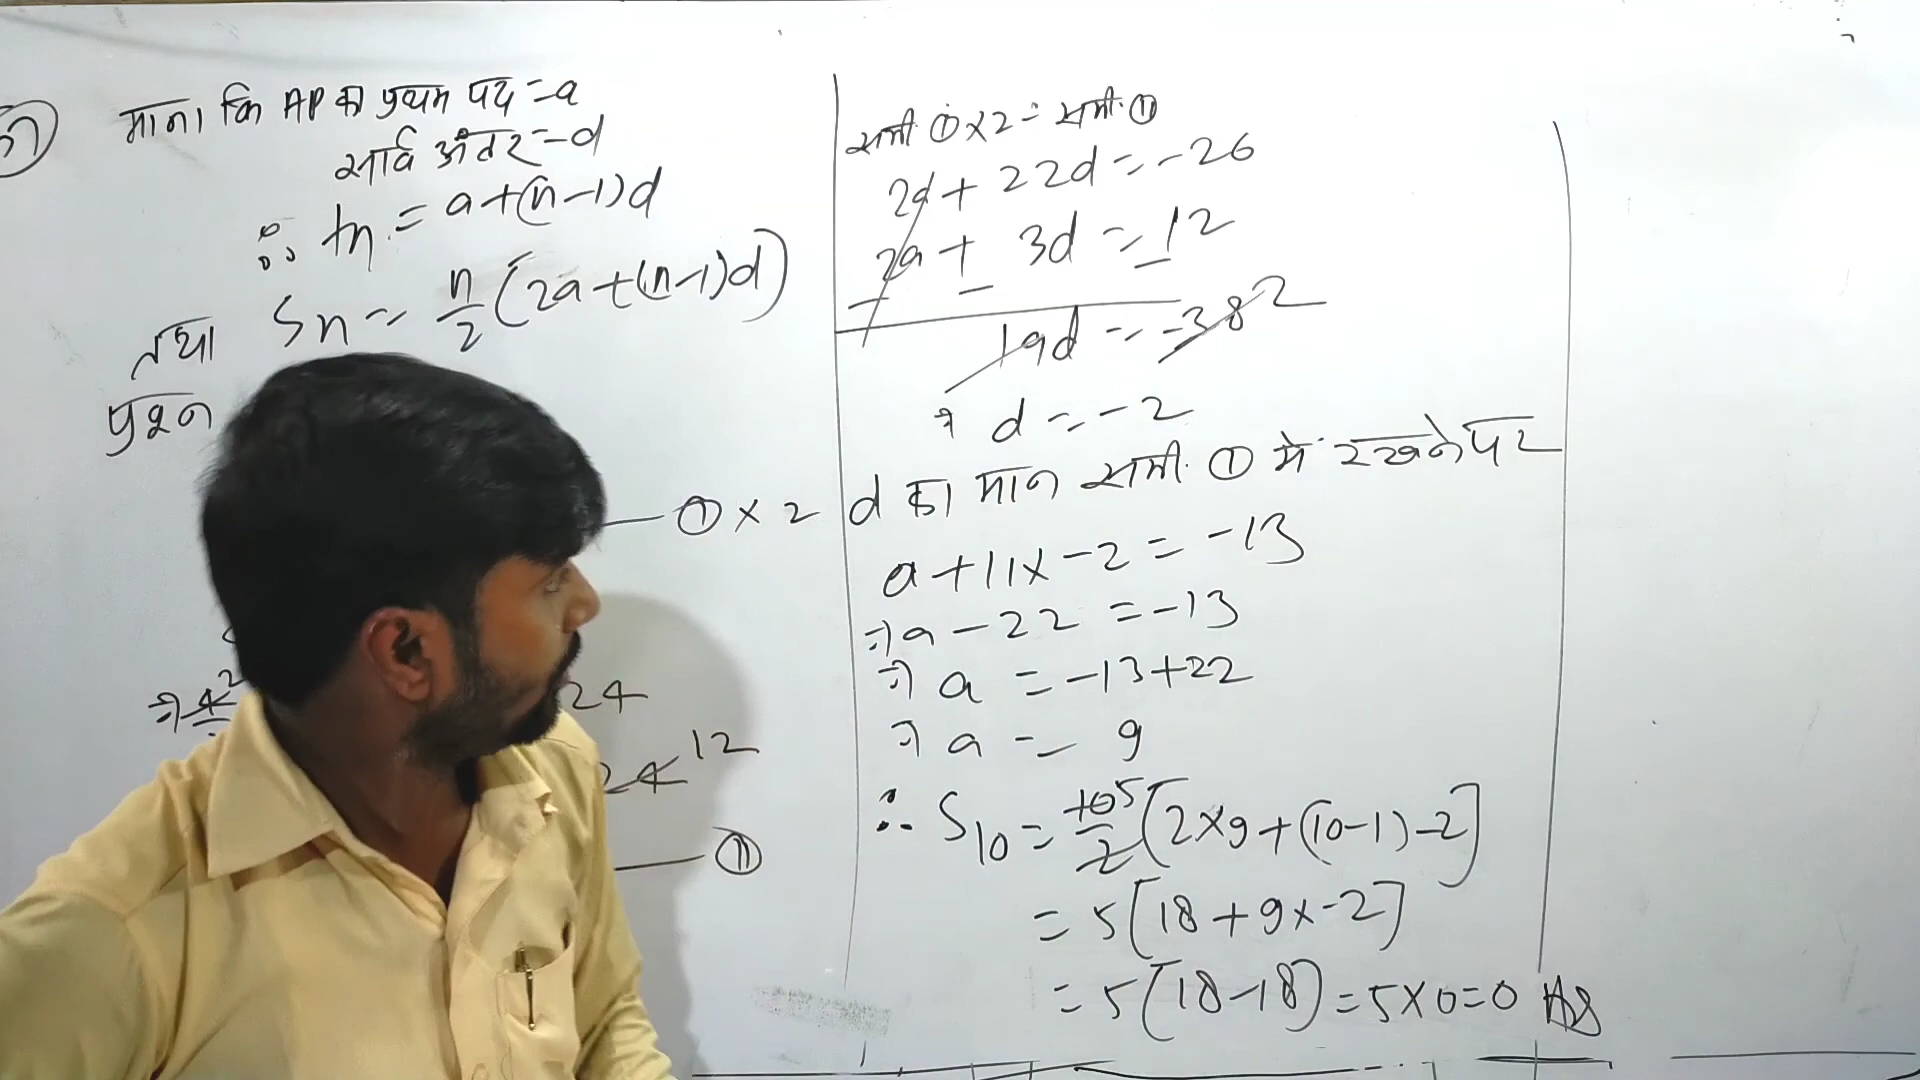 माना कि AP का प्रथम पद = a
सार्व अंतर = d
∴ tn = a+(n-1)d
तथा Sn = n/2 (2a+(n-1)d)
प्रश्न
① × 2
24
24 12
⑪
समी ① × 2 - समी. ⑪
2a + 22d = -26
2a + 3d = 12
- - -
19d = -38 2
⇒ d = -2
d का मान समी. ① में रखने पर
a + 11 × -2 = -13
⇒ a - 22 = -13
⇒ a = -13+22
⇒ a = 9
∴ S10 = 10 5/2 [2×9+(10-1)-2]
= 5[18+9×-2]
= 5[18-18] = 5×0=0 Ans